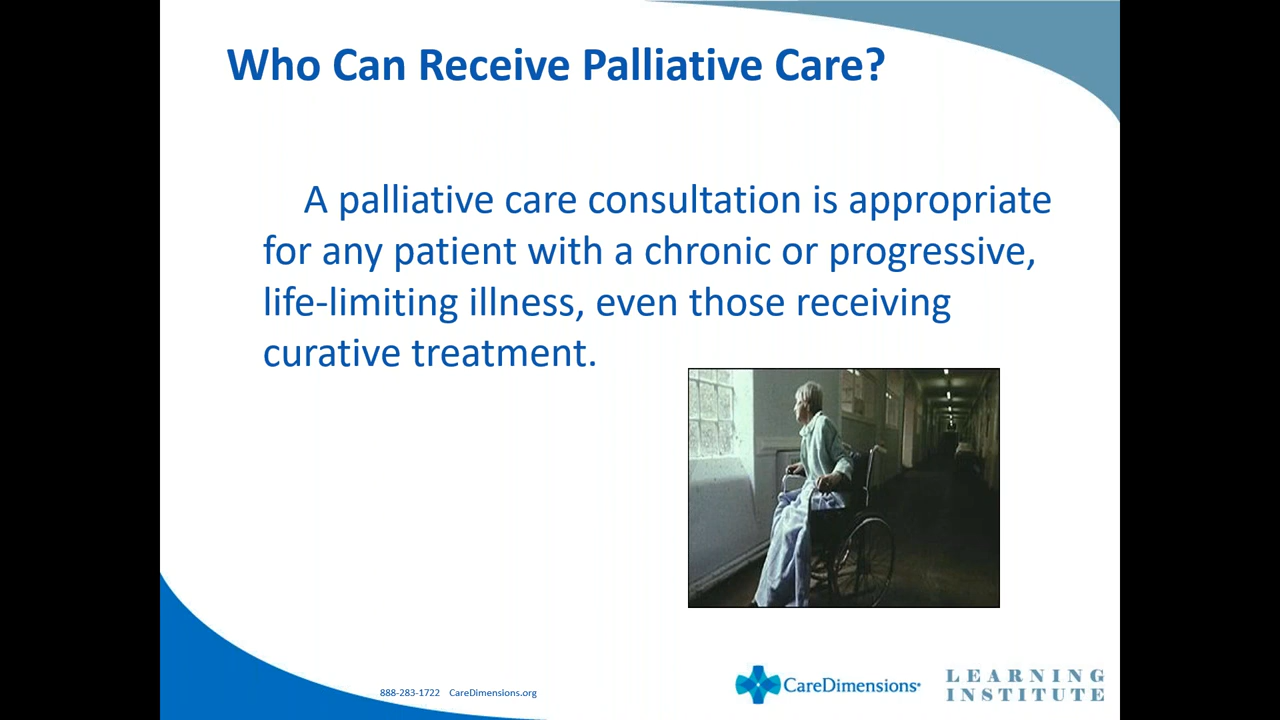 Who Can Receive Palliative Care?
A palliative care consultation is appropriate
for any patient with a chronic or progressive,
life-limiting illness, even those receiving
curative treatment.
888-283-1722 CareDimensions.org
CareDimensions
LEARNING
INSTITUTE